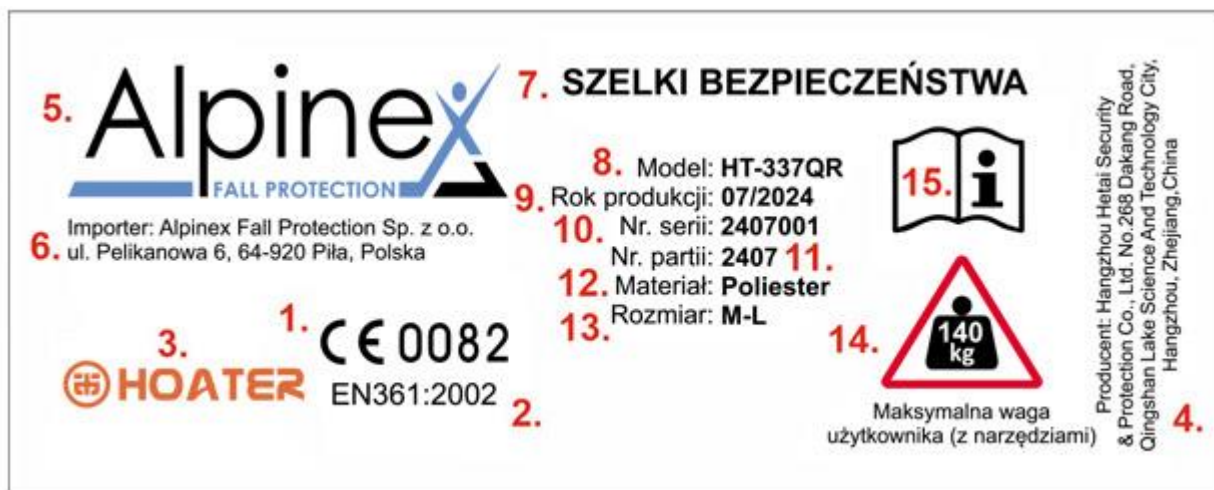 5.
Alpinex
FALL PROTECTION
6.
Importer: Alpinex Fall Protection Sp. z o.o.
ul. Pelikanowa 6, 64-920 Piła, Polska
3.
HOATER
1.
CE 0082
EN361:2002
2.
7. SZELKI BEZPIECZEŃSTWA
8. Model: HT-337QR
9. Rok produkcji: 07/2024
10. Nr. serii: 2407001
Nr. partii: 2407 11.
12. Materiał: Poliester
13. Rozmiar: M-L
15. i
14.
140
kg
Maksymalna waga
użytkownika (z narzędziami)
Producent: Hangzhou Hetai Security
& Protection Co., Ltd. No.268 Dakang Road,
Qingshan Lake Science And Technology City,
Hangzhou, Zhejiang,China
4.